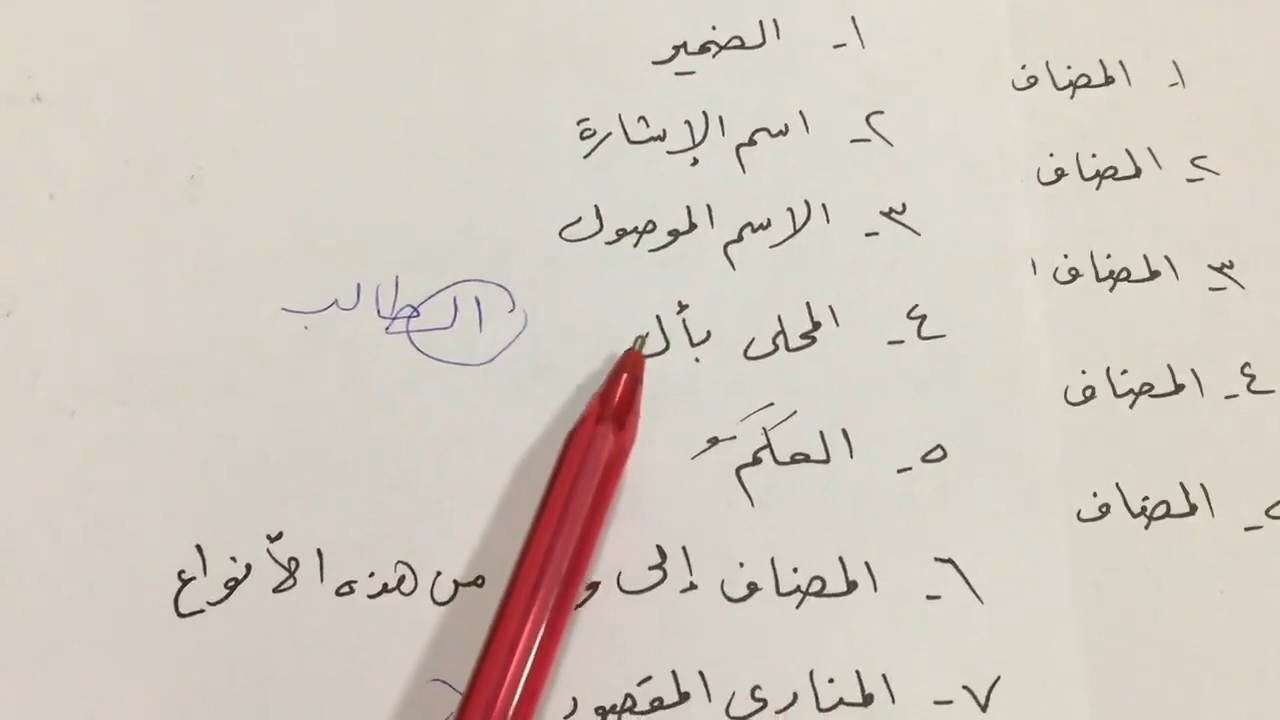 ١- الضمير
٢- اسم الإشارة
٣- الاسم الموصول
٤- المحلى بأل
الطالب
٥- العَلَم
٦- المضاف إلى و من هذه الأنواع
٧- المنادى المقصود
١- المضاف
٢- المضاف
٣- المضاف
٤- المضاف
٥- المضاف